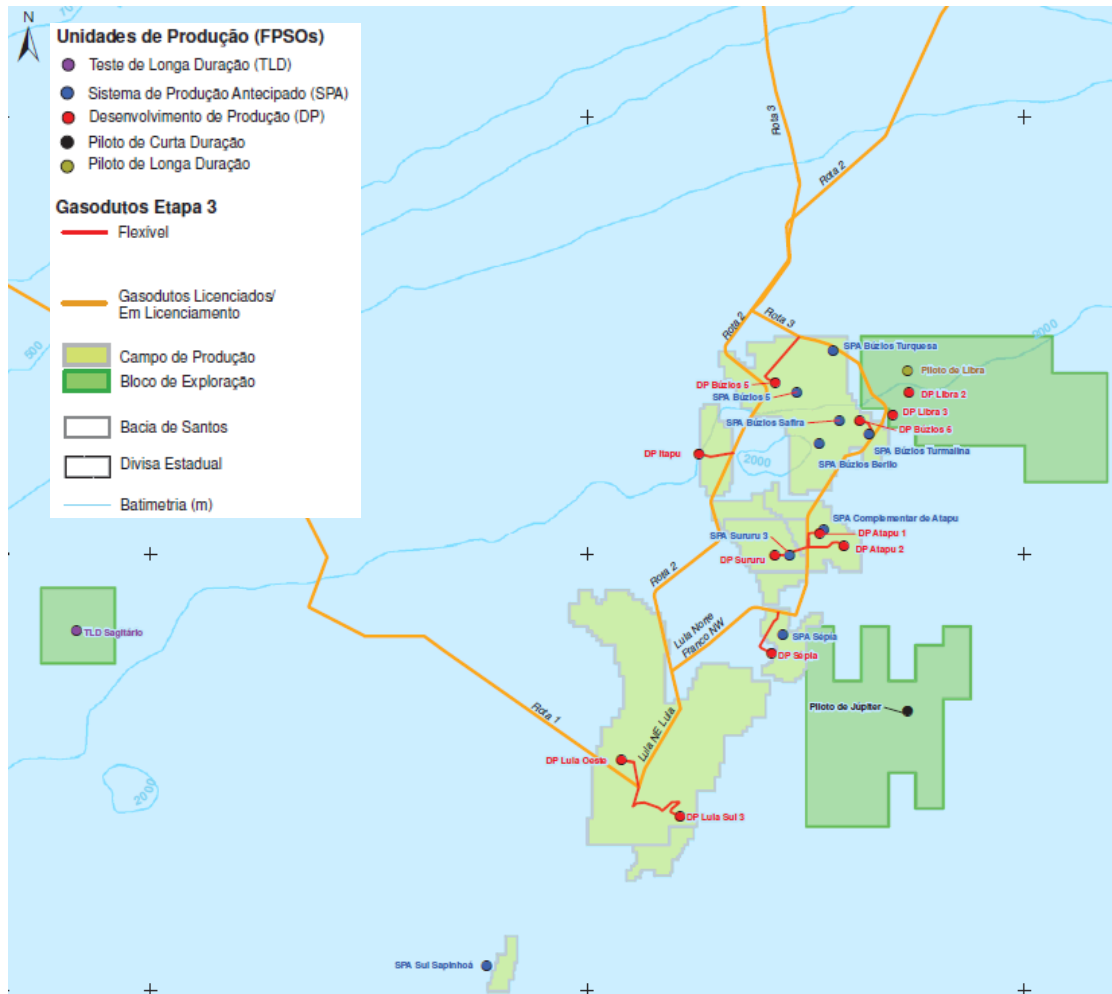 N
Unidades de Produção (FPSOs)
Teste de Longa Duração (TLD)
Sistema de Produção Antecipado (SPA)
Desenvolvimento de Produção (DP)
Piloto de Curta Duração
Piloto de Longa Duração
Gasodutos Etapa 3
Flexível
Gasodutos Licenciados/
Em Licenciamento
Campo de Produção
Bloco de Exploração
Bacia de Santos
Divisa Estadual
Batimetria (m)
500
Rota 3
Rota 2
Rota 2
Rota 3
2000
SPA Búzios Turquesa
Piloto de Libra
DP Búzios 5
SPA Búzios 5
DP Libra 2
DP Libra 3
SPA Búzios Safira
DP Búzios 6
DP Itapu
2000
SPA Búzios Turmalina
SPA Búzios Berilo
SPA Complementar de Atapu
SPA Sururu 3
DP Atapu 1
DP Sururu
DP Atapu 2
Rota 2
TLD Sagitário
Lula Norte
Franco NW
SPA Sépia
DP Sépia
Piloto de Júpiter
Rota 1
Lula NE Lula
DP Lula Oeste
2000
DP Lula Sul 3
SPA Sul Sapinhoá